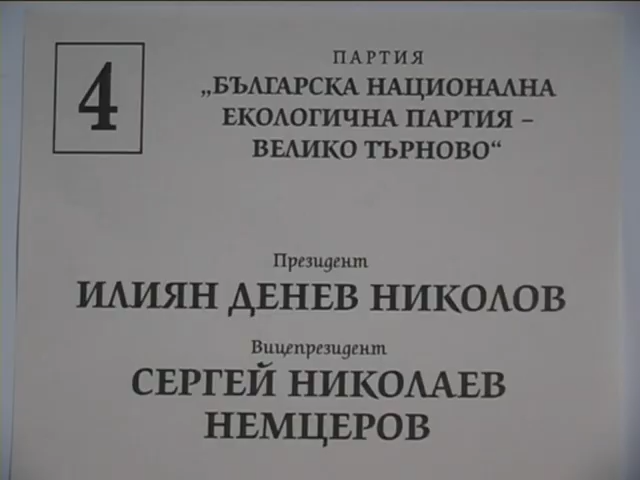 4
ПАРТИЯ
„БЪЛГАРСКА НАЦИОНАЛНА
ЕКОЛОГИЧНА ПАРТИЯ –
ВЕЛИКО ТЪРНОВО“
Президент
ИЛИЯН ДЕНЕВ НИКОЛОВ
Вицепрезидент
СЕРГЕЙ НИКОЛАЕВ
НЕМЦЕРОВ